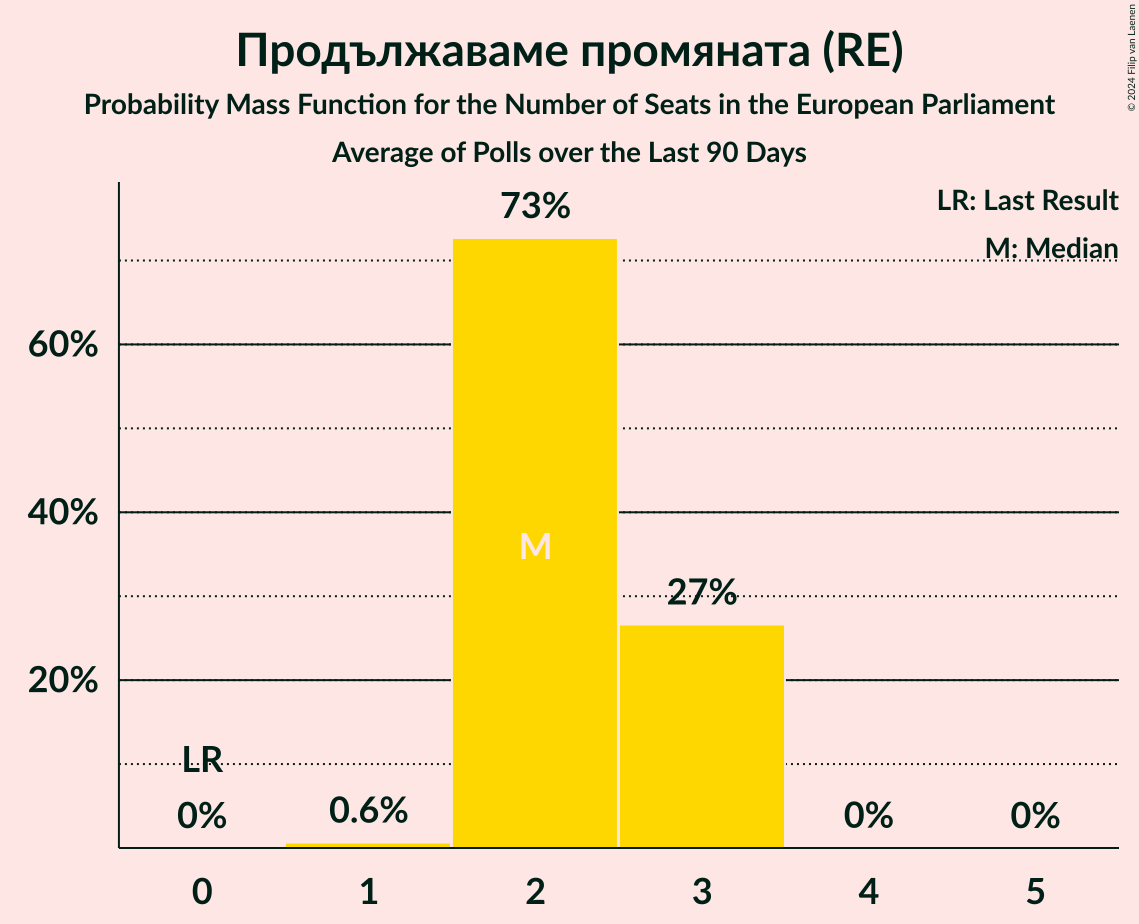 Продължаваме промяната (RE)
Probability Mass Function for the Number of Seats in the European Parliament
Average of Polls over the Last 90 Days
© 2024 Filip van Laenen
LR: Last Result
M: Median
73%
60%
40%
M
27%
20%
LR
0%
0.6%
0%
0%
0 1 2 3 4 5